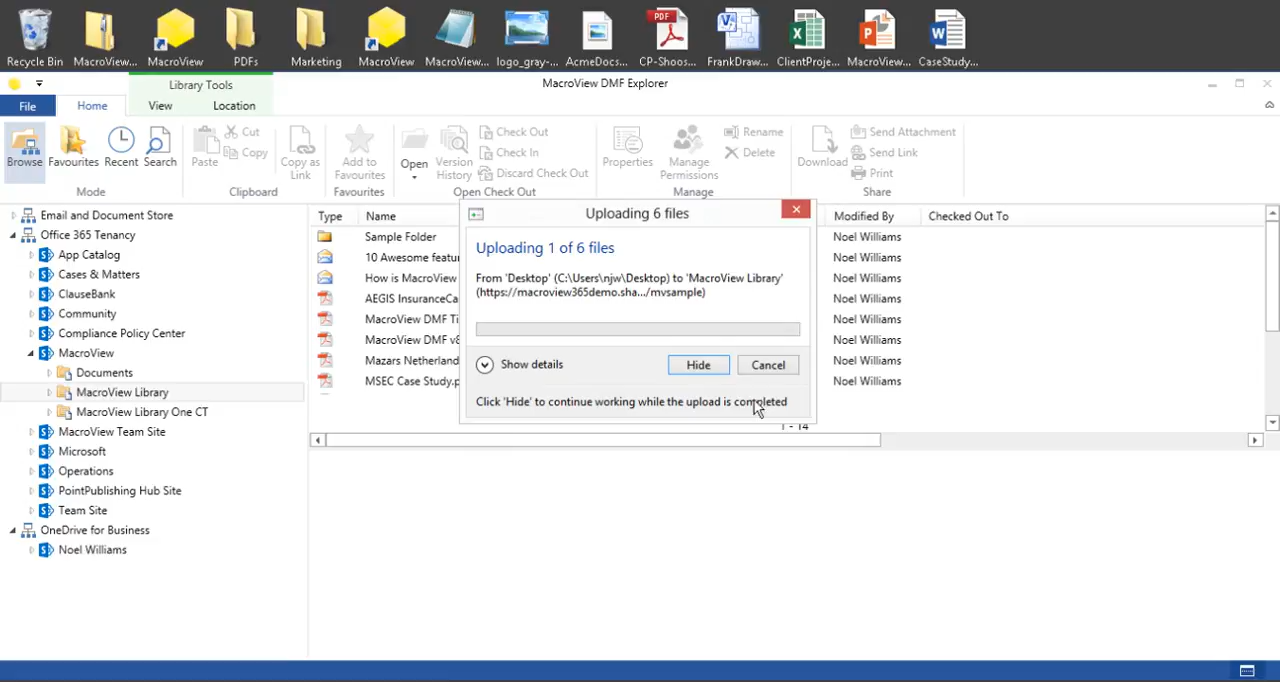 Recycle Bin MacroView... MacroView PDFs Marketing MacroView MacroView... logo_gray-... AcmeDocs... CP-Shoos... FrankDraw... ClientProje... MacroView... CaseStudy...
Library Tools MacroView DMF Explorer
File Home View Location
Browse Favourites Recent Search
Mode
Paste Cut Copy Copy as Link
Clipboard
Add to Favourites
Favourites
Open Version History Check Out Check In Discard Check Out
Open Check Out
Properties Manage Permissions Rename Delete
Manage
Download Send Attachment Send Link Print
Share
Email and Document Store
Office 365 Tenancy
App Catalog
Cases & Matters
ClauseBank
Community
Compliance Policy Center
MacroView
Documents
MacroView Library
MacroView Library One CT
MacroView Team Site
Microsoft
Operations
PointPublishing Hub Site
Team Site
OneDrive for Business
Noel Williams
Type Name Modified By Checked Out To
Sample Folder Noel Williams
10 Awesome featu Noel Williams
How is MacroView Noel Williams
AEGIS InsuranceCa Noel Williams
MacroView DMF Ti Noel Williams
MacroView DMF v8 Noel Williams
Mazars Netherland Noel Williams
MSEC Case Study.p Noel Williams
1 - 14
Uploading 6 files
Uploading 1 of 6 files
From 'Desktop' (C:\Users\njw\Desktop) to 'MacroView Library'
(https://macroview365demo.sha.../mvsample)
Show details Hide Cancel
Click 'Hide' to continue working while the upload is completed